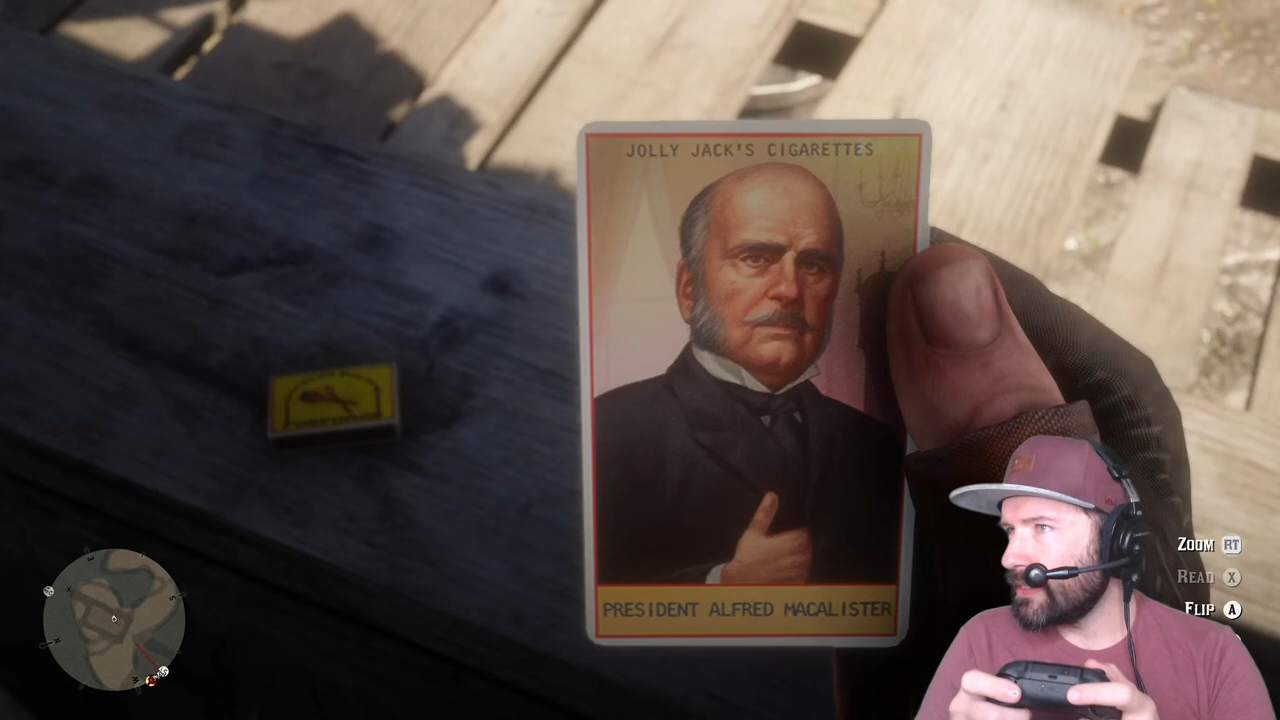 JOLLY JACK'S CIGARETTES
PRESIDENT ALFRED MACALISTER
ZOOM RT
READ X
FLIP A